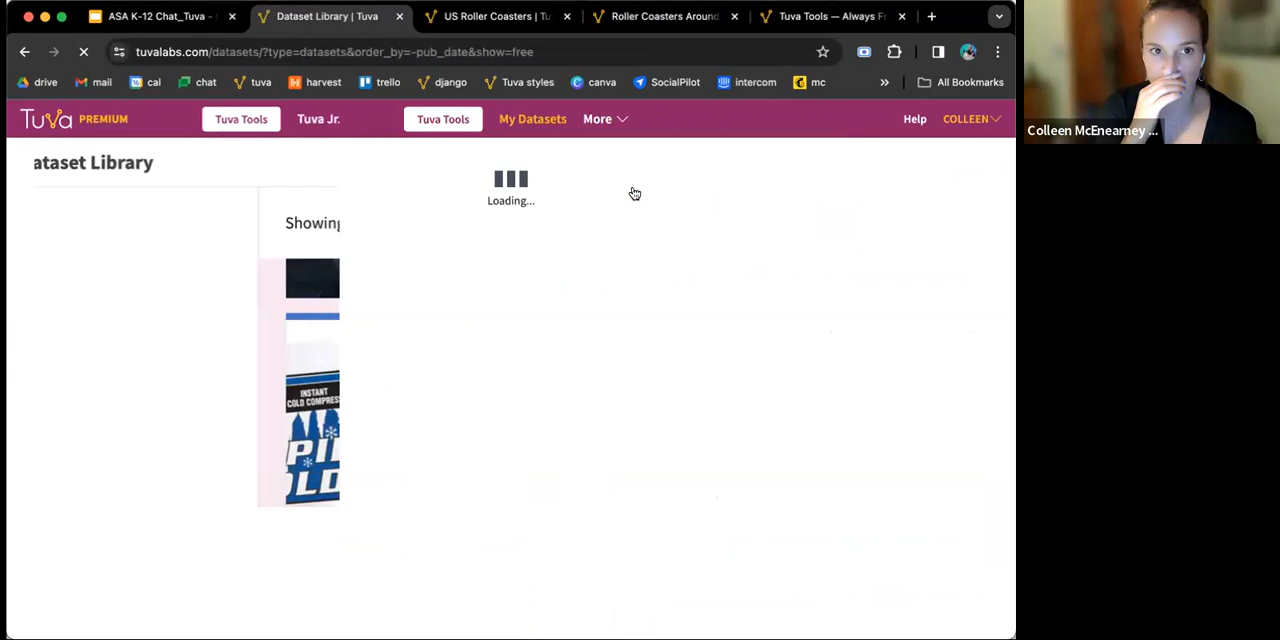 ASA K-12 Chat_Tuva -
Dataset Library | Tuva
US Roller Coasters | Tu
Roller Coasters Around
Tuva Tools — Always Fr
tuvalabs.com/datasets/?type=datasets&order_by=-pub_date&show=free
drive
mail
cal
chat
tuva
harvest
trello
django
Tuva styles
canva
SocialPilot
intercom
mc
All Bookmarks
Tuva PREMIUM
Tuva Tools
Tuva Jr.
Tuva Tools
My Datasets
More
Help
COLLEEN
Colleen McEnearney ...
ataset Library
Loading...
Showing
INSTANT
COLD COMPRES